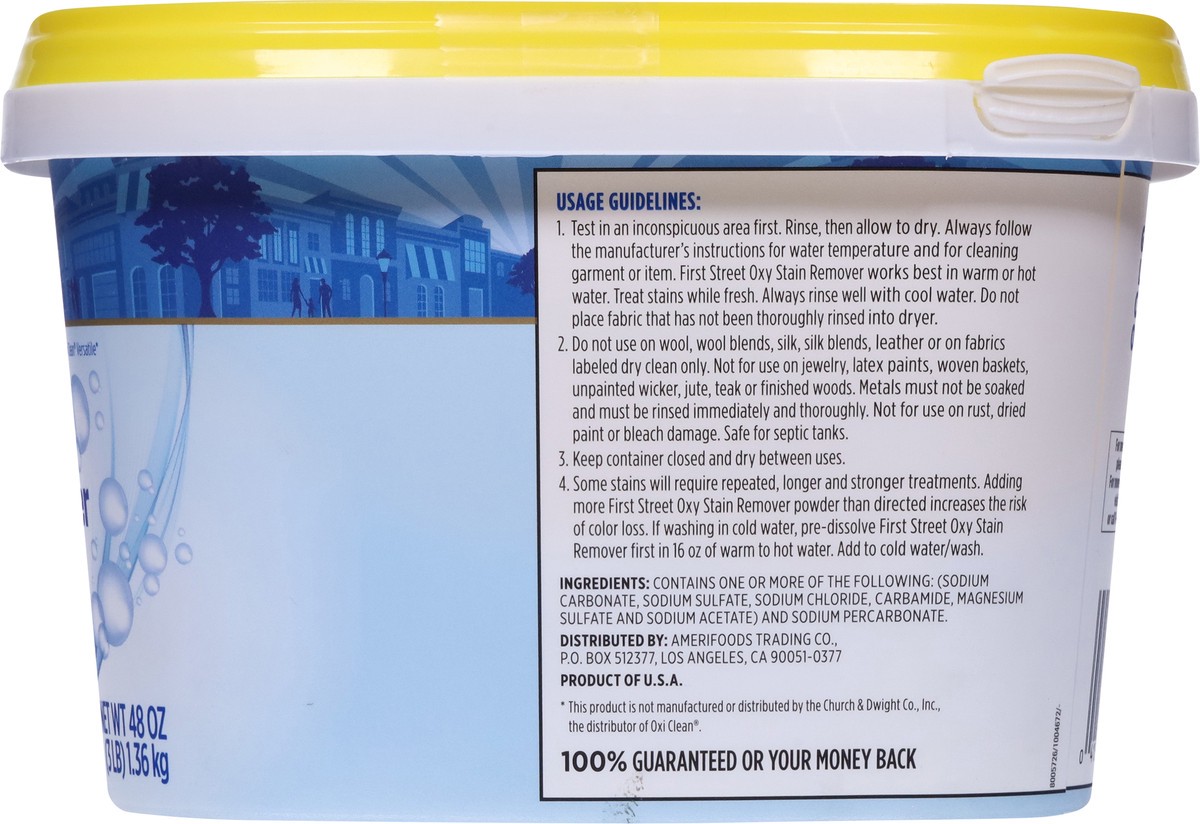 Versatile*
er
NET WT 48 OZ
(3 LB) 1.36 kg
USAGE GUIDELINES:
1. Test in an inconspicuous area first. Rinse, then allow to dry. Always follow
the manufacturer's instructions for water temperature and for cleaning
garment or item. First Street Oxy Stain Remover works best in warm or hot
water. Treat stains while fresh. Always rinse well with cool water. Do not
place fabric that has not been thoroughly rinsed into dryer.
2. Do not use on wool, wool blends, silk, silk blends, leather or on fabrics
labeled dry clean only. Not for use on jewelry, latex paints, woven baskets,
unpainted wicker, jute, teak or finished woods. Metals must not be soaked
and must be rinsed immediately and thoroughly. Not for use on rust, dried
paint or bleach damage. Safe for septic tanks.
3. Keep container closed and dry between uses.
4. Some stains will require repeated, longer and stronger treatments. Adding
more First Street Oxy Stain Remover powder than directed increases the risk
of color loss. If washing in cold water, pre-dissolve First Street Oxy Stain
Remover first in 16 oz of warm to hot water. Add to cold water/wash.
INGREDIENTS: CONTAINS ONE OR MORE OF THE FOLLOWING: (SODIUM
CARBONATE, SODIUM SULFATE, SODIUM CHLORIDE, CARBAMIDE, MAGNESIUM
SULFATE AND SODIUM ACETATE) AND SODIUM PERCARBONATE.
DISTRIBUTED BY: AMERIFOODS TRADING CO.,
P.O. BOX 512377, LOS ANGELES, CA 90051-0377
PRODUCT OF U.S.A.
* This product is not manufactured or distributed by the Church & Dwight Co., Inc.,
the distributor of Oxi Clean®.
100% GUARANTEED OR YOUR MONEY BACK
8005726/1004672/-